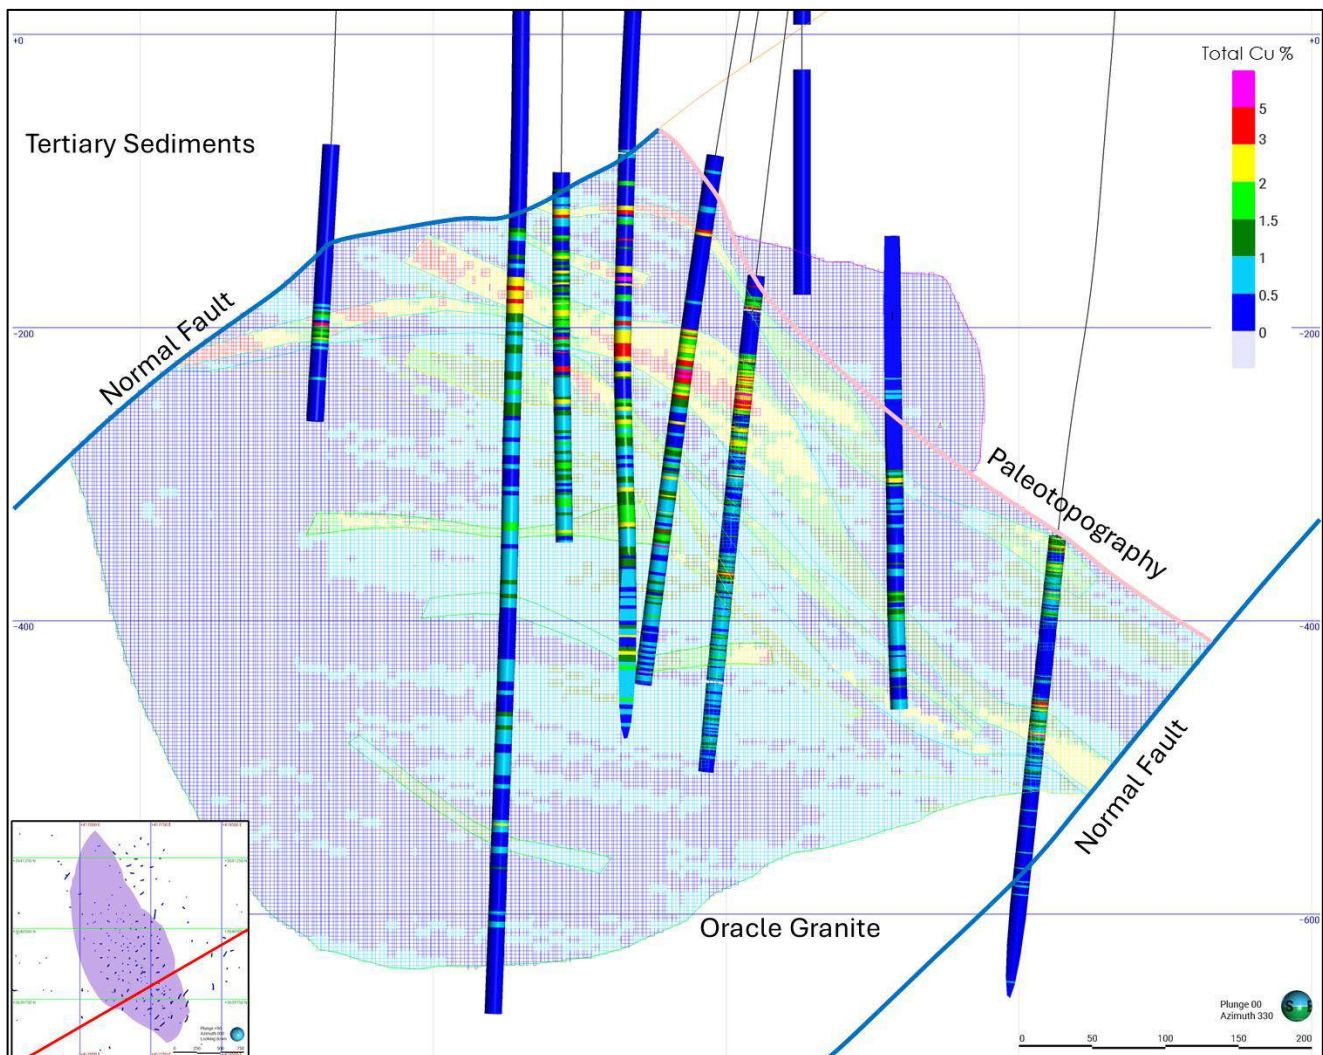 +0
+0
Total Cu %
5
3
2
1.5
1
0.5
0
Tertiary Sediments
Normal Fault
-200
-200
Paleotopography
-400
-400
Normal Fault
Oracle Granite
-600
Plunge 00
Azimuth 330
0 50 100 150 200